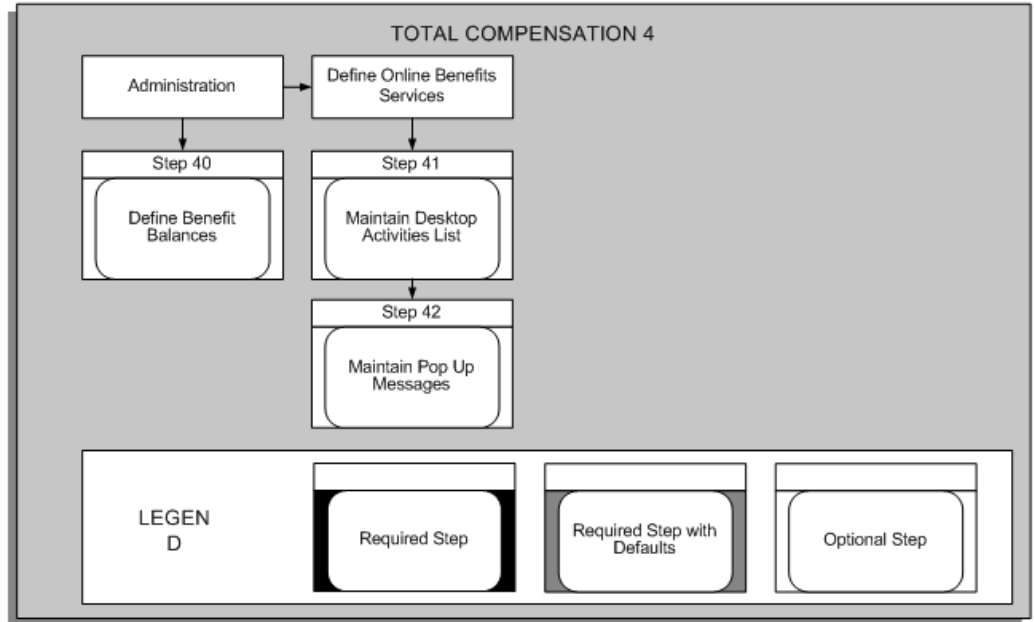 TOTAL COMPENSATION 4
Administration
Define Online Benefits
Services
Step 40
Define Benefit
Balances
Step 41
Maintain Desktop
Activities List
Step 42
Maintain Pop Up
Messages
LEGEN
D
Required Step
Required Step with
Defaults
Optional Step